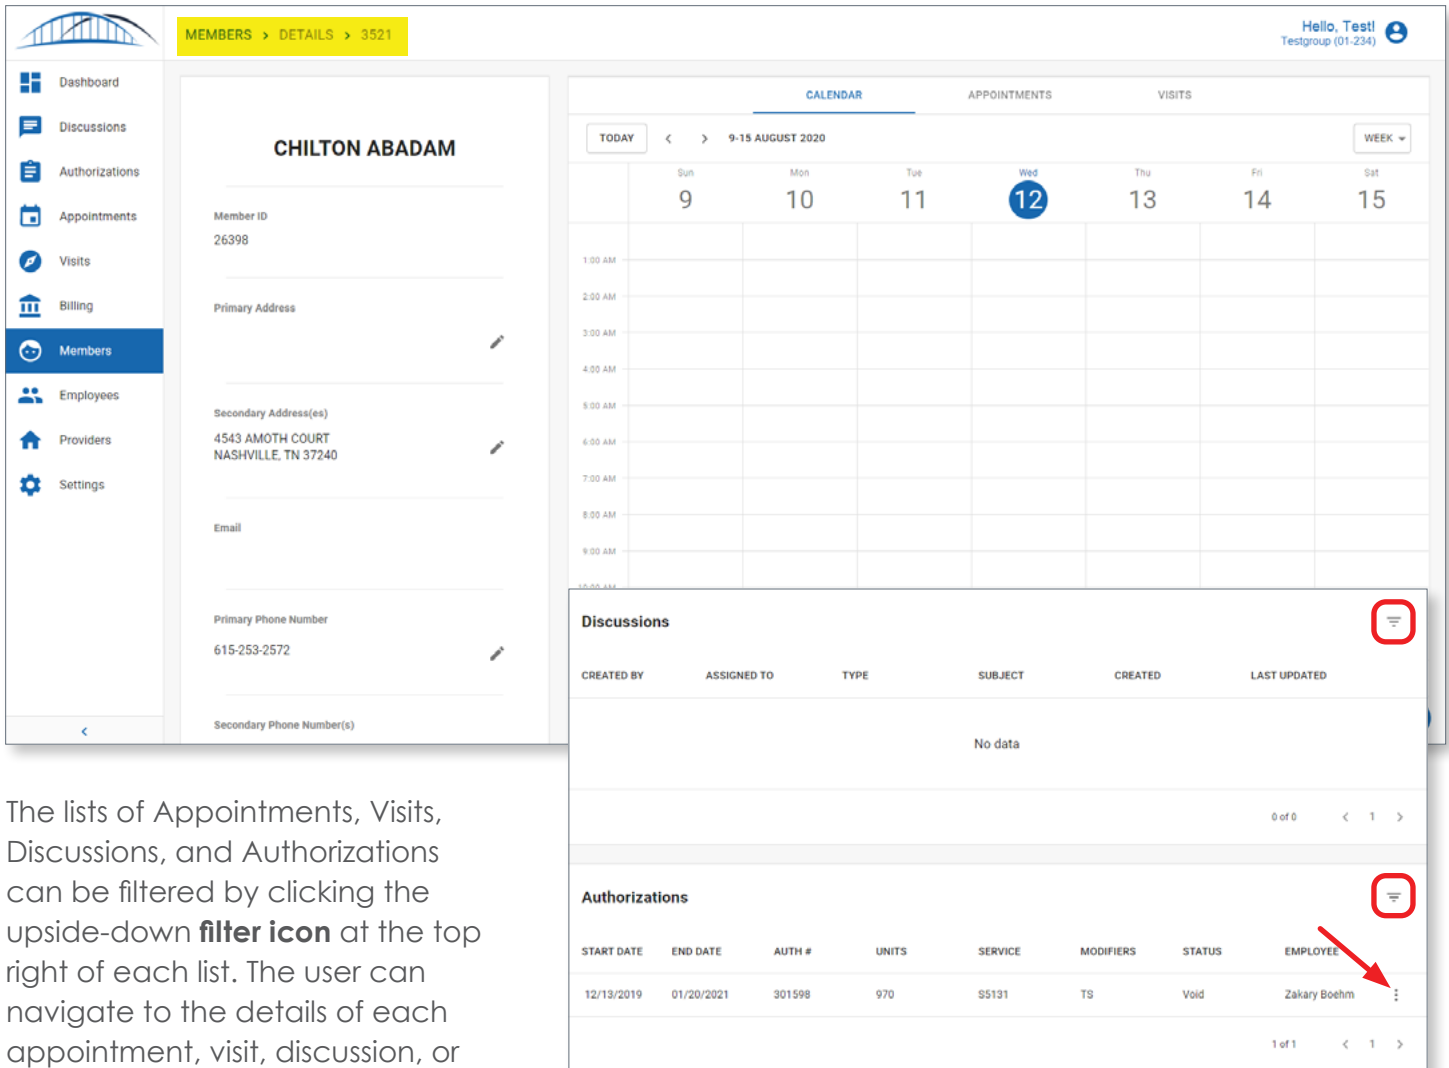 MEMBERS > DETAILS > 3521
Hello, Test!
Testgroup (01-234)
Dashboard
Discussions
Authorizations
Appointments
Visits
Billing
Members
Employees
Providers
Settings
CHILTON ABADAM
Member ID
26398
Primary Address
Secondary Address(es)
4543 AMOTH COURT
NASHVILLE, TN 37240
Email
Primary Phone Number
615-253-2572
Secondary Phone Number(s)
CALENDAR APPOINTMENTS VISITS
TODAY < > 9-15 AUGUST 2020 WEEK
Sun Mon Tue Wed Thu Fri Sat
9 10 11 12 13 14 15
1:00 AM
2:00 AM
3:00 AM
4:00 AM
5:00 AM
6:00 AM
7:00 AM
8:00 AM
9:00 AM
10:00 AM
Discussions
CREATED BY ASSIGNED TO TYPE SUBJECT CREATED LAST UPDATED
No data
0 of 0 < 1 >
Authorizations
START DATE END DATE AUTH # UNITS SERVICE MODIFIERS STATUS EMPLOYEE
12/13/2019 01/20/2021 301598 970 S5131 TS Void Zakary Boehm
1 of 1 < 1 >
The lists of Appointments, Visits,
Discussions, and Authorizations
can be filtered by clicking the
upside-down filter icon at the top
right of each list. The user can
navigate to the details of each
appointment, visit, discussion, or